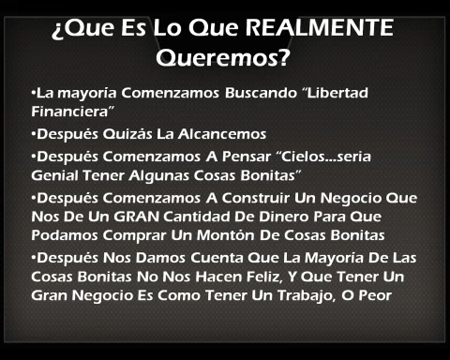 ¿Que Es Lo Que REALMENTE
Queremos?
•La mayoría Comenzamos Buscando “Libertad
Financiera”
•Después Quizás La Alcancemos
•Después Comenzamos A Pensar “Cielos...seria
Genial Tener Algunas Cosas Bonitas”
•Después Comenzamos A Construir Un Negocio Que
Nos De Un GRAN Cantidad De Dinero Para Que
Podamos Comprar Un Montón De Cosas Bonitas
•Después Nos Damos Cuenta Que La Mayoría De Las
Cosas Bonitas No Nos Hacen Feliz, Y Que Tener Un
Gran Negocio Es Como Tener Un Trabajo, O Peor